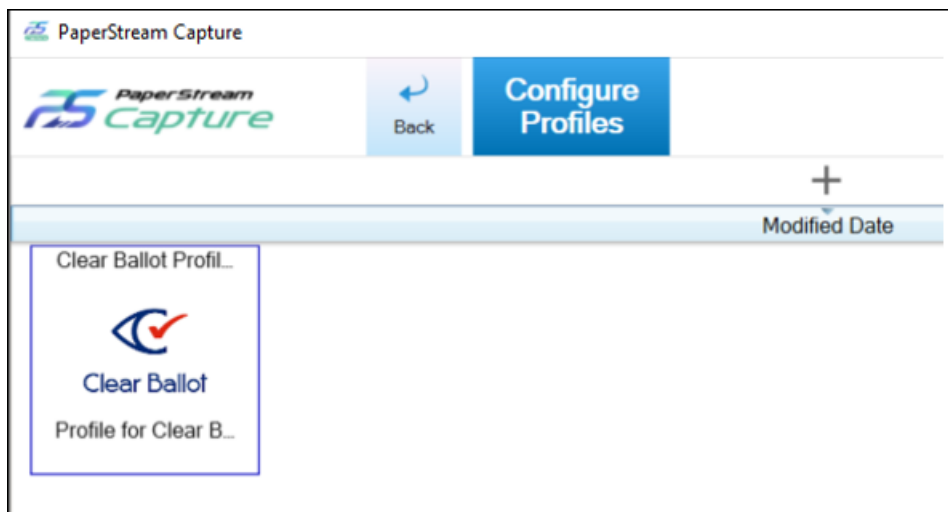 PaperStream Capture
PaperStream
Capture
Back
Configure
Profiles
Modified Date
Clear Ballot Profil...
Clear Ballot
Profile for Clear B...